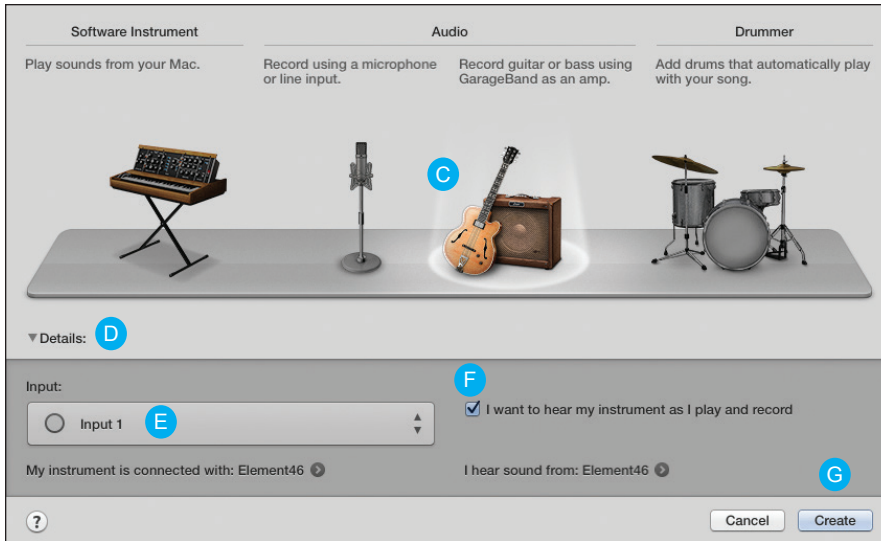 Software Instrument
Audio
Drummer
Play sounds from your Mac.
Record using a microphone
or line input.
Record guitar or bass using
GarageBand as an amp.
Add drums that automatically play
with your song.
C
Details:
D
Input:
F
Input 1
E
I want to hear my instrument as I play and record
My instrument is connected with: Element46
I hear sound from: Element46
G
?
Cancel
Create